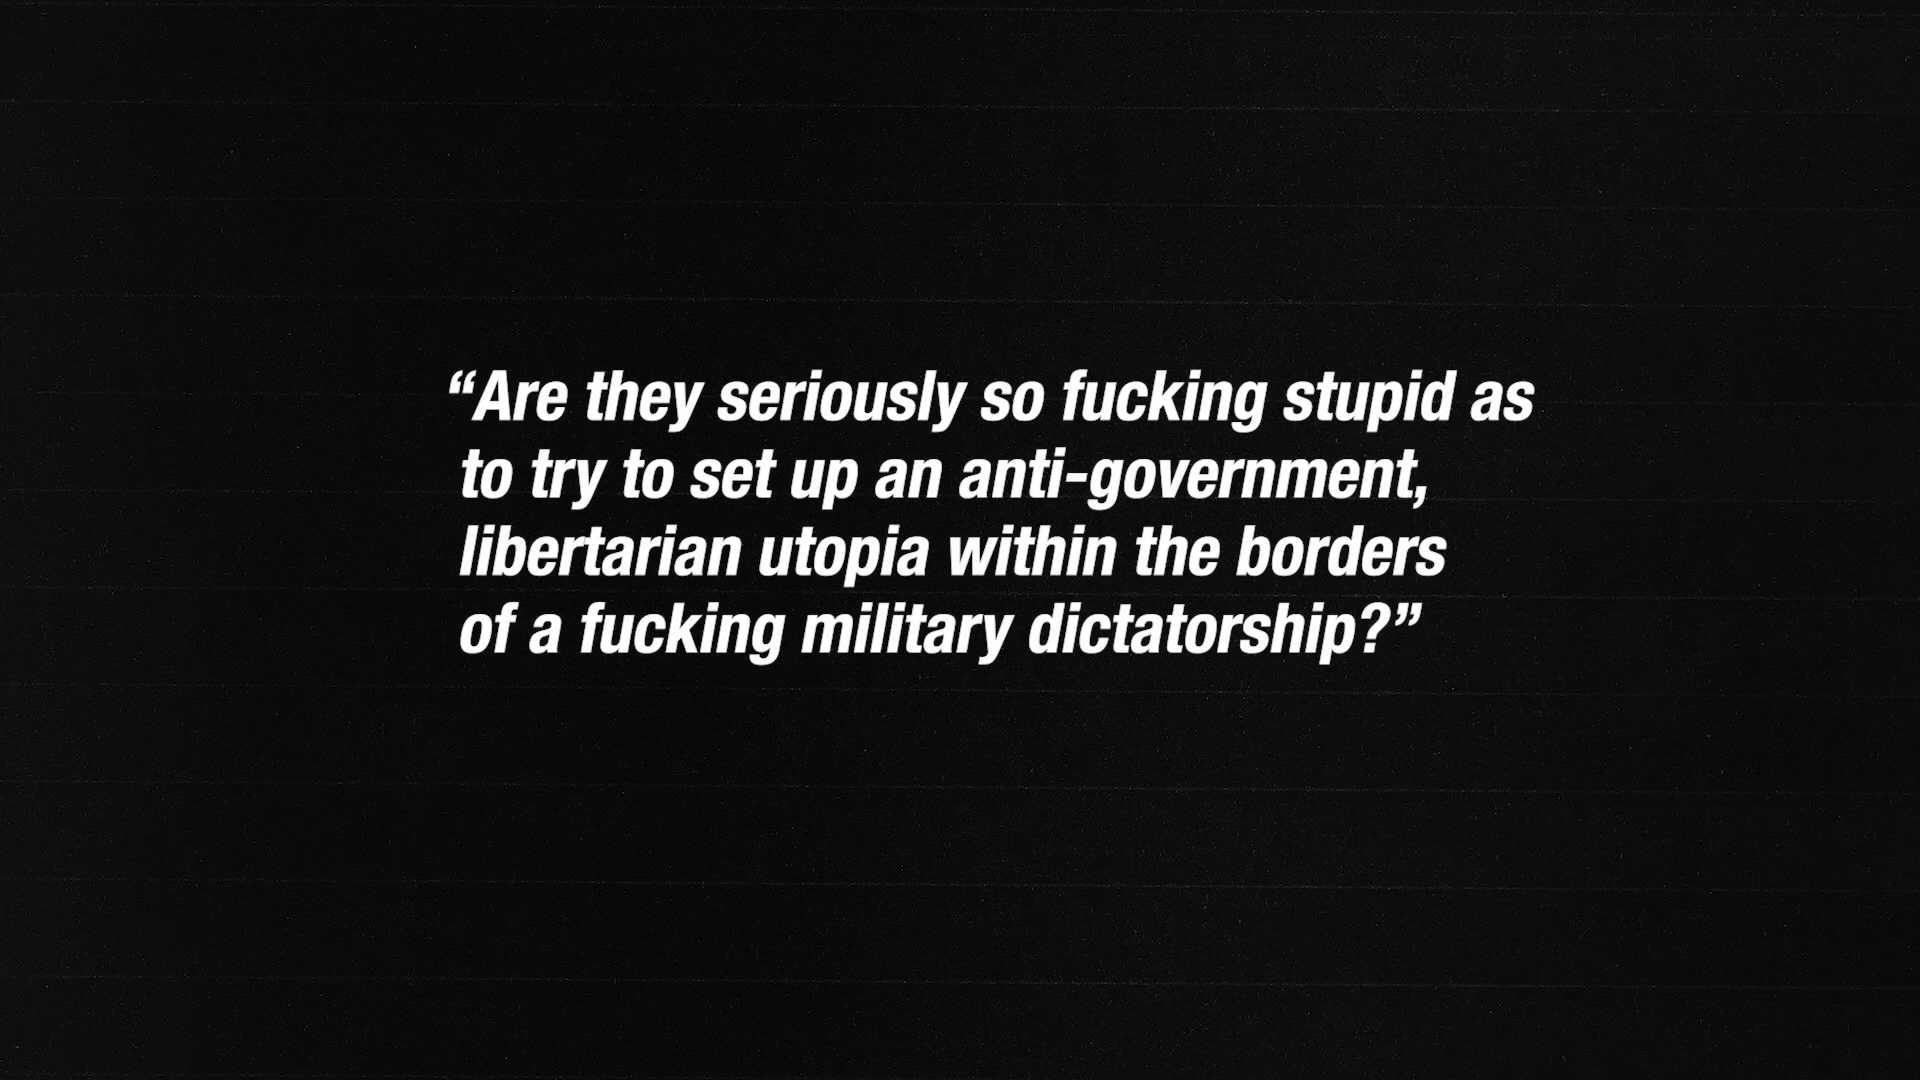 “Are they seriously so fucking stupid as
to try to set up an anti-government,
libertarian utopia within the borders
of a fucking military dictatorship?”